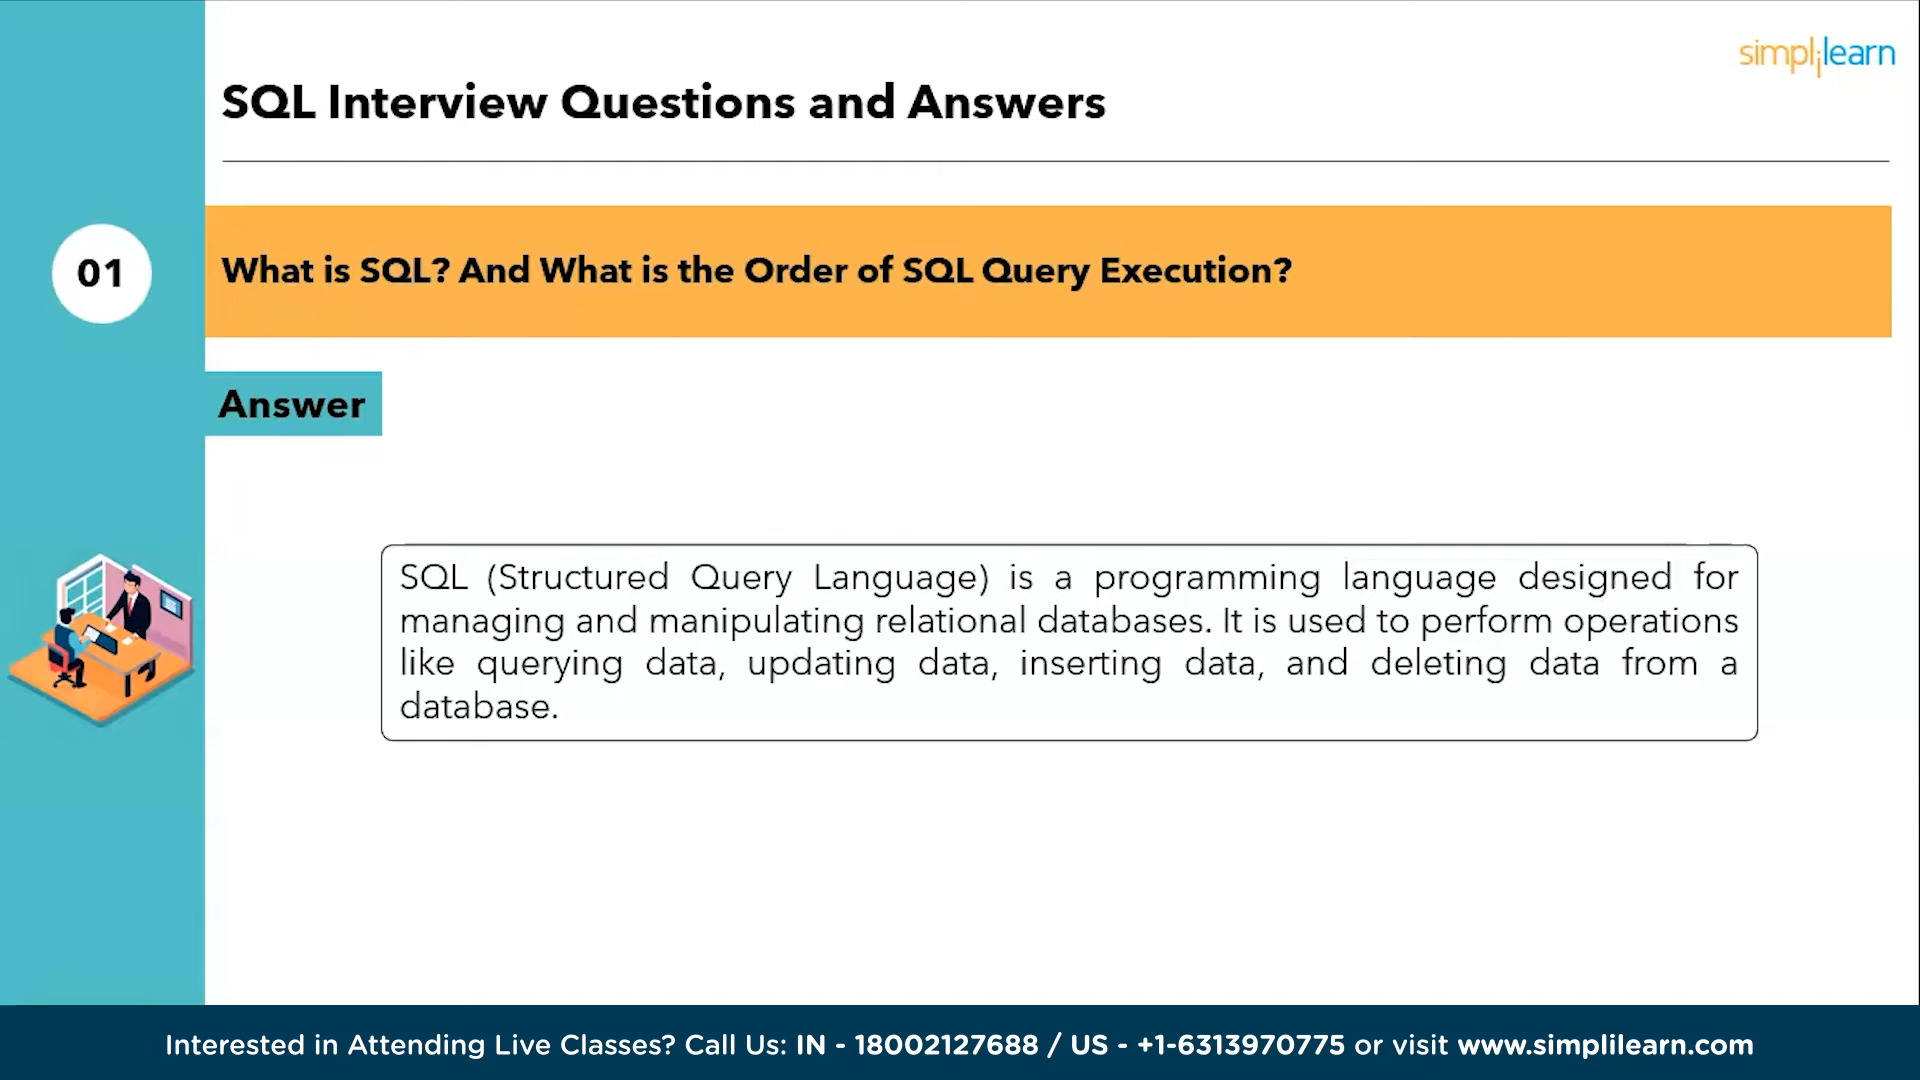 simplilearn
SQL Interview Questions and Answers
01
What is SQL? And What is the Order of SQL Query Execution?
Answer
SQL (Structured Query Language) is a programming language designed for
managing and manipulating relational databases. It is used to perform operations
like querying data, updating data, inserting data, and deleting data from a
database.
Interested in Attending Live Classes? Call Us: IN - 18002127688 / US - +1-6313970775 or visit www.simplilearn.com